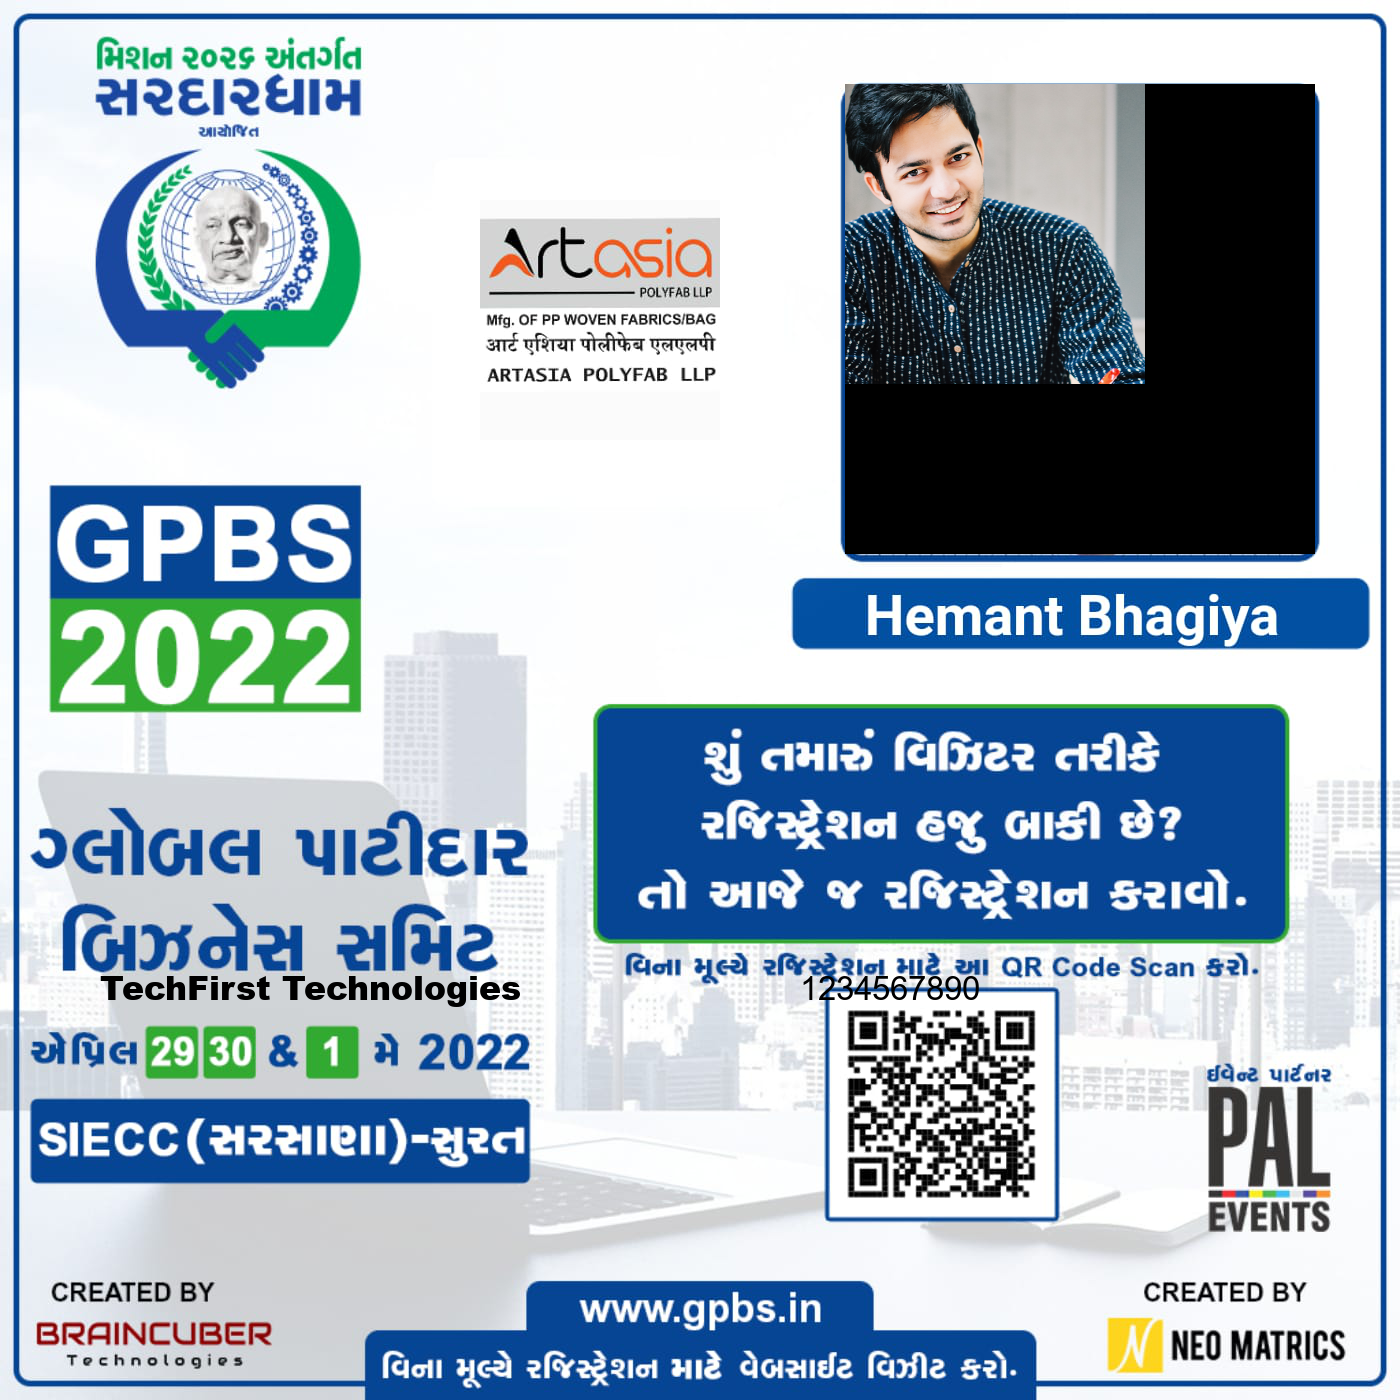 મિશન ૨૦૨૬ અંતર્ગત
સરદારધામ
આયોજિત
Artasia
POLYFAB LLP
Mfg. OF PP WOVEN FABRICS/BAG
आर्ट एशिया पोलीफेब एलएलपी
ARTASIA POLYFAB LLP
Hemant Bhagiya
GPBS
2022
ગ્લોબલ પાટીદાર
બિઝનેસ સમિટ
TechFirst Technologies
એપ્રિલ 29 30 & 1 મે 2022
SIECC (સરસાણા)-સુરત
શું તમારું વિઝિટર તરીકે
રજિસ્ટ્રેશન હજુ બાકી છે?
તો આજે જ રજિસ્ટ્રેશન કરાવો.
વિના મૂલ્યે રજિસ્ટ્રેશન માટે આ QR Code Scan કરો.
1234567890
ઈવેન્ટ પાર્ટનર
PAL
EVENTS
CREATED BY
BRAINCUBER
Technologies
www.gpbs.in
વિના મૂલ્યે રજિસ્ટ્રેશન માટે વેબસાઈટ વિઝીટ કરો.
CREATED BY
NEO MATRICS